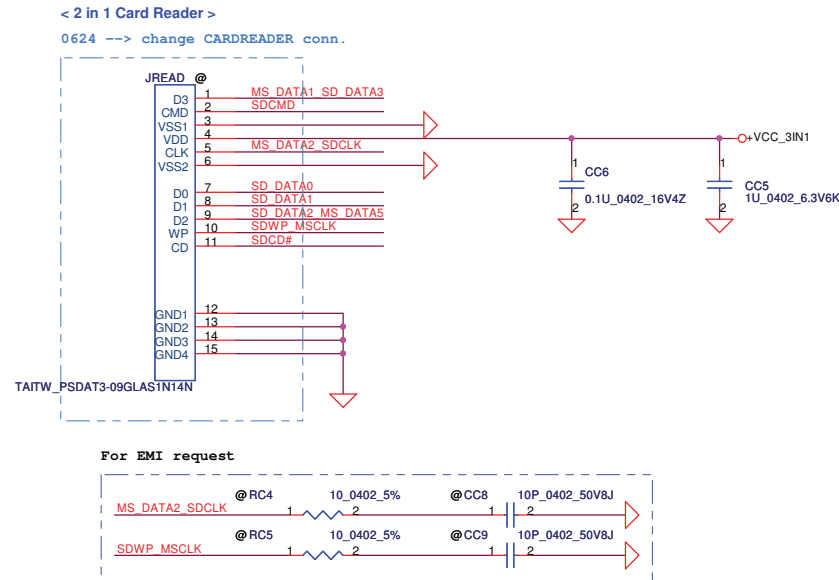 < 2 in 1 Card Reader >
0624 --> change CARDREADER conn.
JREAD @
D3 1 MS_DATA1_SD_DATA3
CMD 2 SDCMD
VSS1 3
VDD 4 +VCC_3IN1
CLK 5 MS_DATA2_SDCLK
VSS2 6
D0 7 SD_DATA0
D1 8 SD_DATA1
D2 9 SD_DATA2_MS_DATA5
WP 10 SDWP_MSCLK
CD 11 SDCD#
GND1 12
GND2 13
GND3 14
GND4 15
TAITW_PSDAT3-09GLAS1N14N
1
CC6
0.1U_0402_16V4Z
2
1
CC5
1U_0402_6.3V6K
2
For EMI request
@ RC4 10_0402_5% @ CC8 10P_0402_50V8J
MS_DATA2_SDCLK 1 2 1 2
@ RC5 10_0402_5% @ CC9 10P_0402_50V8J
SDWP_MSCLK 1 2 1 2